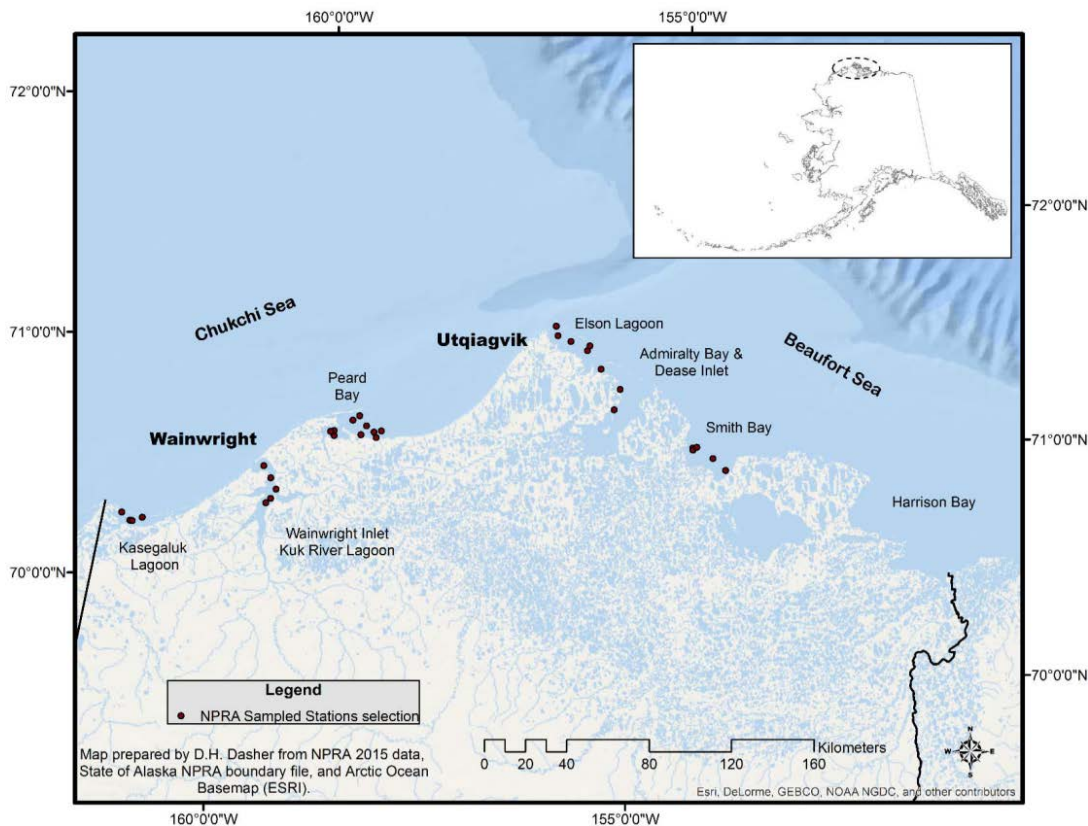 160°0'0"W
155°0'0"W
72°0'0"N
72°0'0"N
Chukchi Sea
71°0'0"N
Utqiagvik
Elson Lagoon
Admiralty Bay &
Dease Inlet
Beaufort Sea
Peard
Bay
Wainwright
Smith Bay
71°0'0"N
Harrison Bay
Wainwright Inlet
Kuk River Lagoon
Kasegaluk
Lagoon
70°0'0"N
70°0'0"N
Legend
NPRA Sampled Stations selection
Map prepared by D.H. Dasher from NPRA 2015 data,
State of Alaska NPRA boundary file, and Arctic Ocean
Basemap (ESRI).
Kilometers
0 20 40 80 120 160
N
W E
S
Esri, DeLorme, GEBCO, NOAA NGDC, and other contributors
160°0'0"W
155°0'0"W